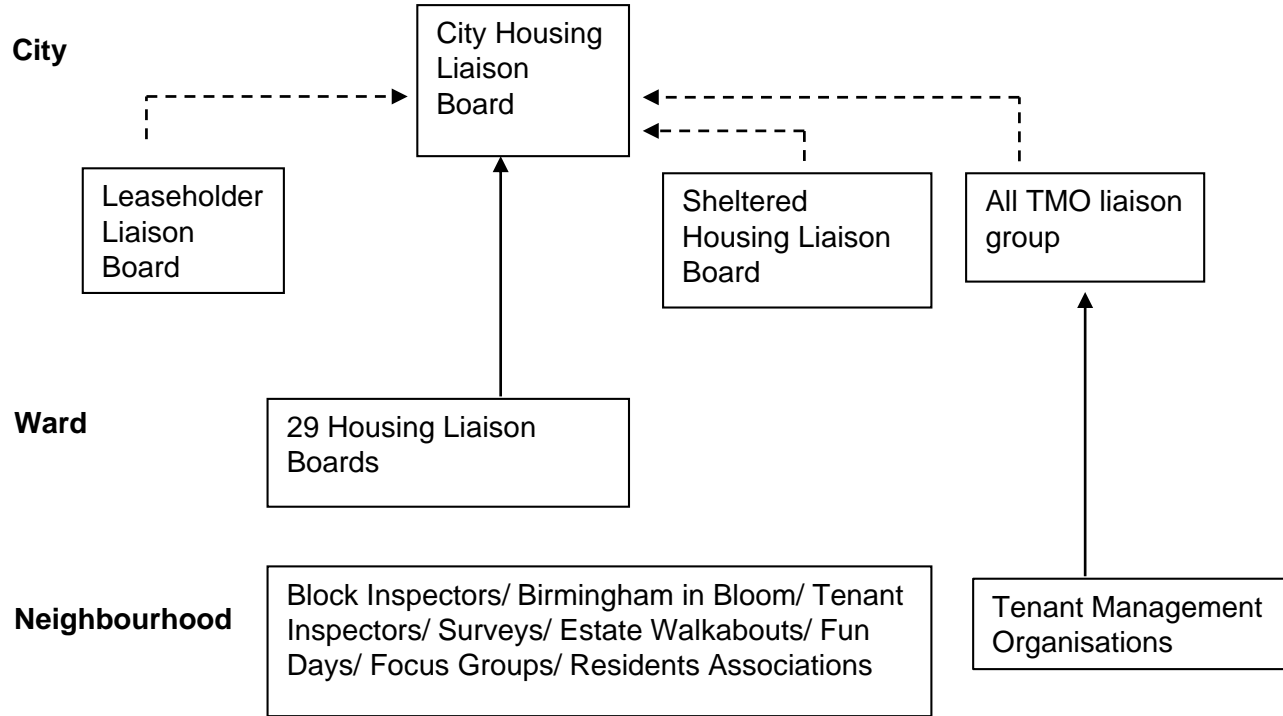 City
City Housing
Liaison
Board
Leaseholder
Liaison
Board
Sheltered
Housing Liaison
Board
All TMO liaison
group
Ward
29 Housing Liaison
Boards
Neighbourhood
Block Inspectors/ Birmingham in Bloom/ Tenant
Inspectors/ Surveys/ Estate Walkabouts/ Fun
Days/ Focus Groups/ Residents Associations
Tenant Management
Organisations